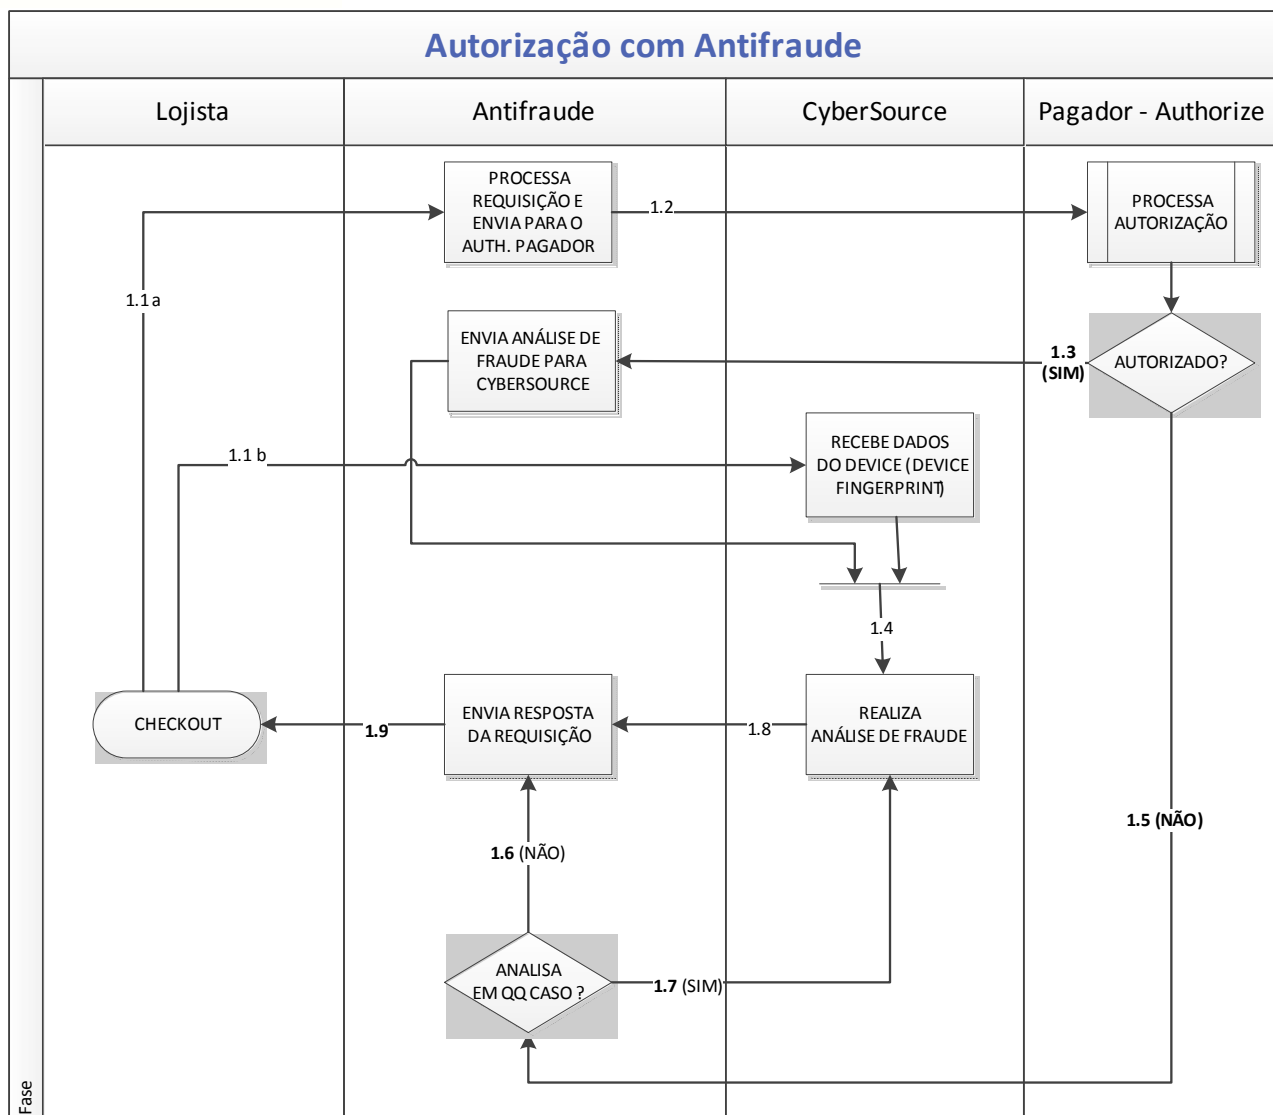 Autorização com Antifraude
Lojista
Antifraude
CyberSource
Pagador - Authorize
PROCESSA
REQUISIÇÃO E
ENVIA PARA O
AUTH. PAGADOR
1.2
PROCESSA
AUTORIZAÇÃO
1.1 a
ENVIA ANÁLISE DE
FRAUDE PARA
CYBERSOURCE
1.3
(SIM)
AUTORIZADO?
1.1 b
RECEBE DADOS
DO DEVICE (DEVICE
FINGERPRINT)
1.4
CHECKOUT
1.9
ENVIA RESPOSTA
DA REQUISIÇÃO
1.8
REALIZA
ANÁLISE DE FRAUDE
1.5 (NÃO)
1.6 (NÃO)
ANALISA
EM QQ CASO ?
1.7 (SIM)
Fase